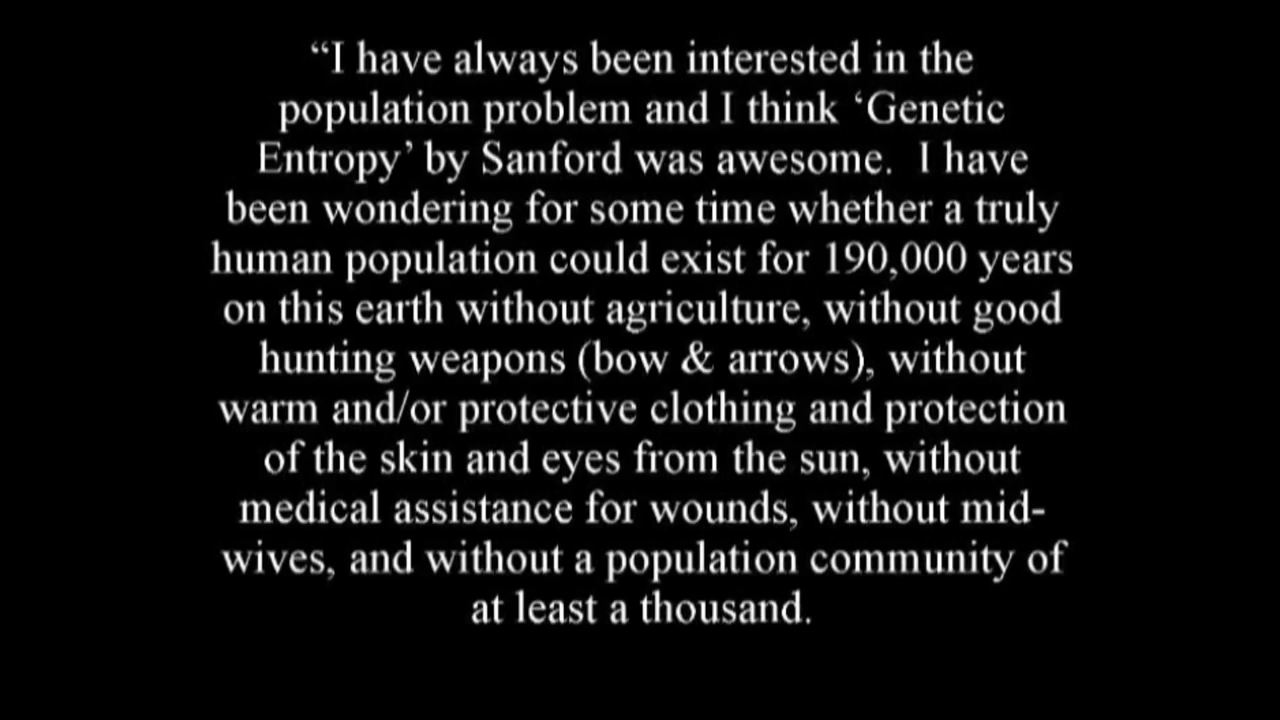 “I have always been interested in the
population problem and I think ‘Genetic
Entropy’ by Sanford was awesome.  I have
been wondering for some time whether a truly
human population could exist for 190,000 years
on this earth without agriculture, without good
hunting weapons (bow & arrows), without
warm and/or protective clothing and protection
of the skin and eyes from the sun, without
medical assistance for wounds, without mid-
wives, and without a population community of
at least a thousand.